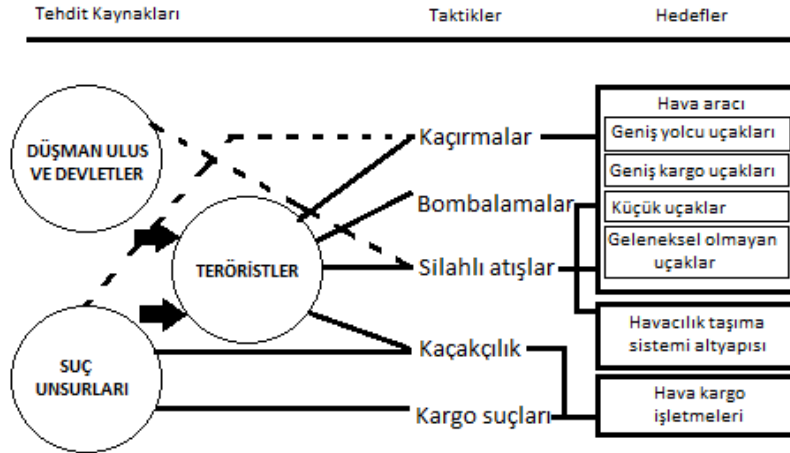 Tehdit Kaynakları
Taktikler
Hedefler
DÜŞMAN ULUS
VE DEVLETLER
TERÖRİSTLER
SUÇ
UNSURLARI
Kaçırmalar
Bombalamalar
Silahlı atışlar
Kaçakçılık
Kargo suçları
Hava aracı
Geniş yolcu uçakları
Geniş kargo uçakları
Küçük uçaklar
Geleneksel olmayan
uçaklar
Havacılık taşıma
sistemi altyapısı
Hava kargo
işletmeleri